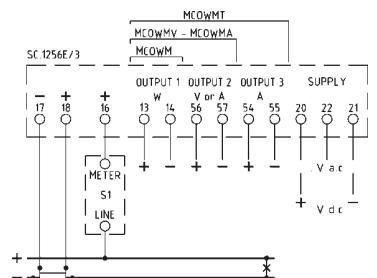 MCOWMT
MCOWMV - MCOWMA
MCOWM
SC.1256E/3
OUTPUT 1 OUTPUT 2 OUTPUT 3 SUPPLY
W V or A A
− + +
17 18 16 13 14 56 57 54 55 20 22 21
METER
+ − + − + −
S1
V a.c
LINE
+ −
V d.c
+
−